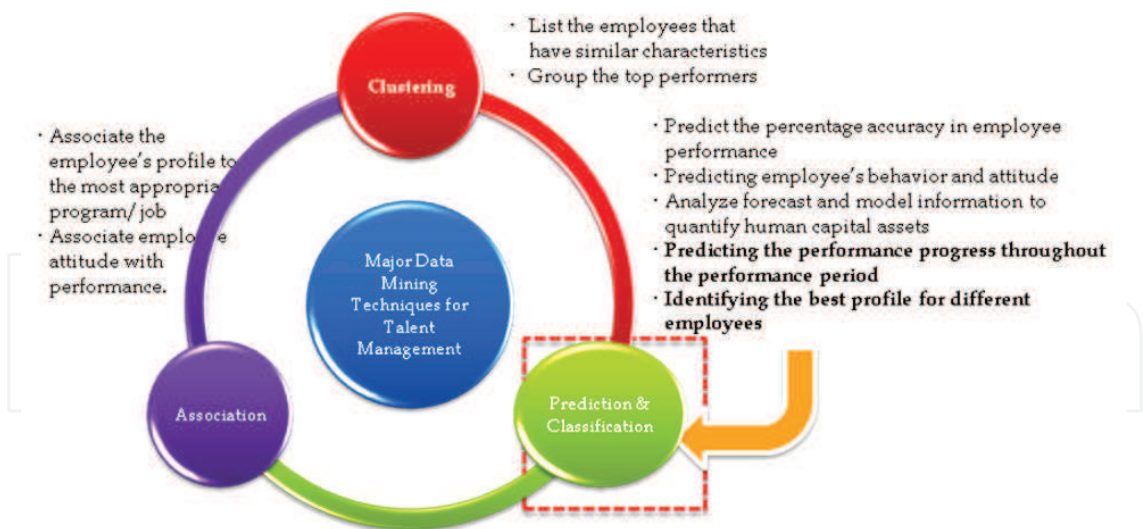 · List the employees that
have similar characteristics
· Group the top performers
Clustering
· Associate the
employee's profile to
the most appropria
program/ job
· Associate employee
attitude with
performance.
· Predict the percentage accuracy in employee
performance
· Predicting employee's behavior and attitude
· Analyze forecast and model information to
quantify human capital assets
· Predicting the performance progress throughout
the performance period
· Identifying the best profile for different
employees
Major Data
Mining
Techniques for
Talent
Management
Association
Prediction &
Classification